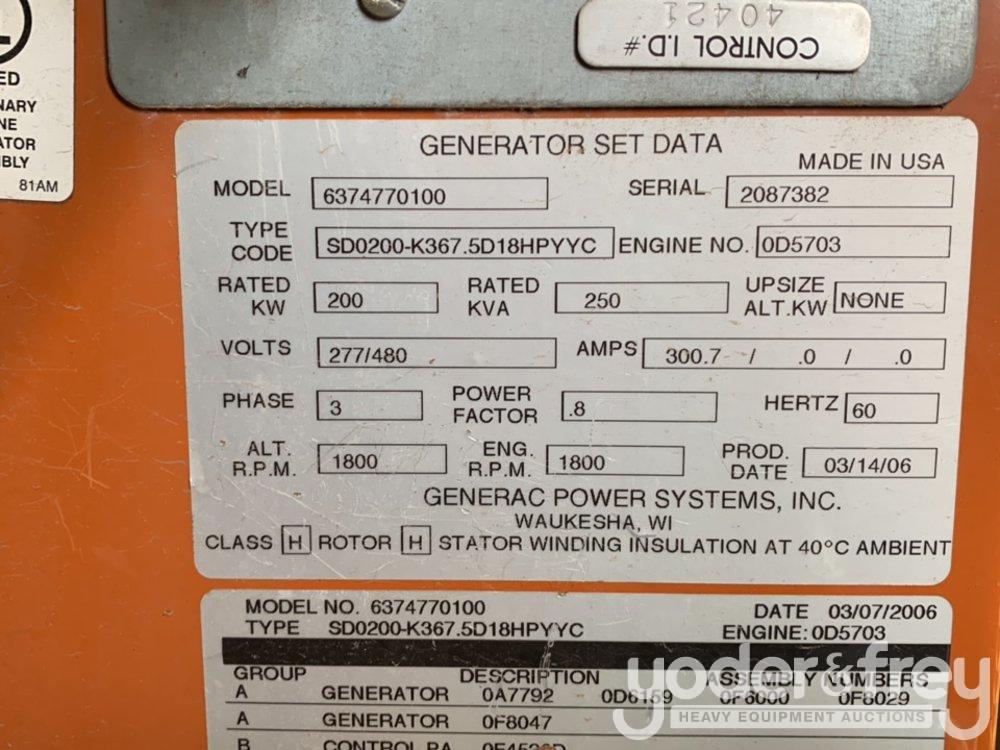 ED
NARY
NE
ATOR
BLY
81AM
CONTROL I.D.# 40421
GENERATOR SET DATA
MADE IN USA
MODEL 6374770100 SERIAL 2087382
TYPE CODE SD0200-K367.5D18HPYYC ENGINE NO. 0D5703
RATED KW 200 RATED KVA 250 UPSIZE ALT.KW NONE
VOLTS 277/480 AMPS 300.7 / .0 / .0
PHASE 3 POWER FACTOR .8 HERTZ 60
ALT. R.P.M. 1800 ENG. R.P.M. 1800 PROD. DATE 03/14/06
GENERAC POWER SYSTEMS, INC.
WAUKESHA, WI
CLASS H ROTOR H STATOR WINDING INSULATION AT 40°C AMBIENT
MODEL NO. 6374770100 DATE 03/07/2006
TYPE SD0200-K367.5D18HPYYC ENGINE: 0D5703
GROUP DESCRIPTION ASSEMBLY NUMBERS
A GENERATOR 0A7792 0D6159 0F6000 0F8029
A GENERATOR 0F8047
B CONTROL PA
yoder&frey
HEAVY EQUIPMENT AUCTIONS